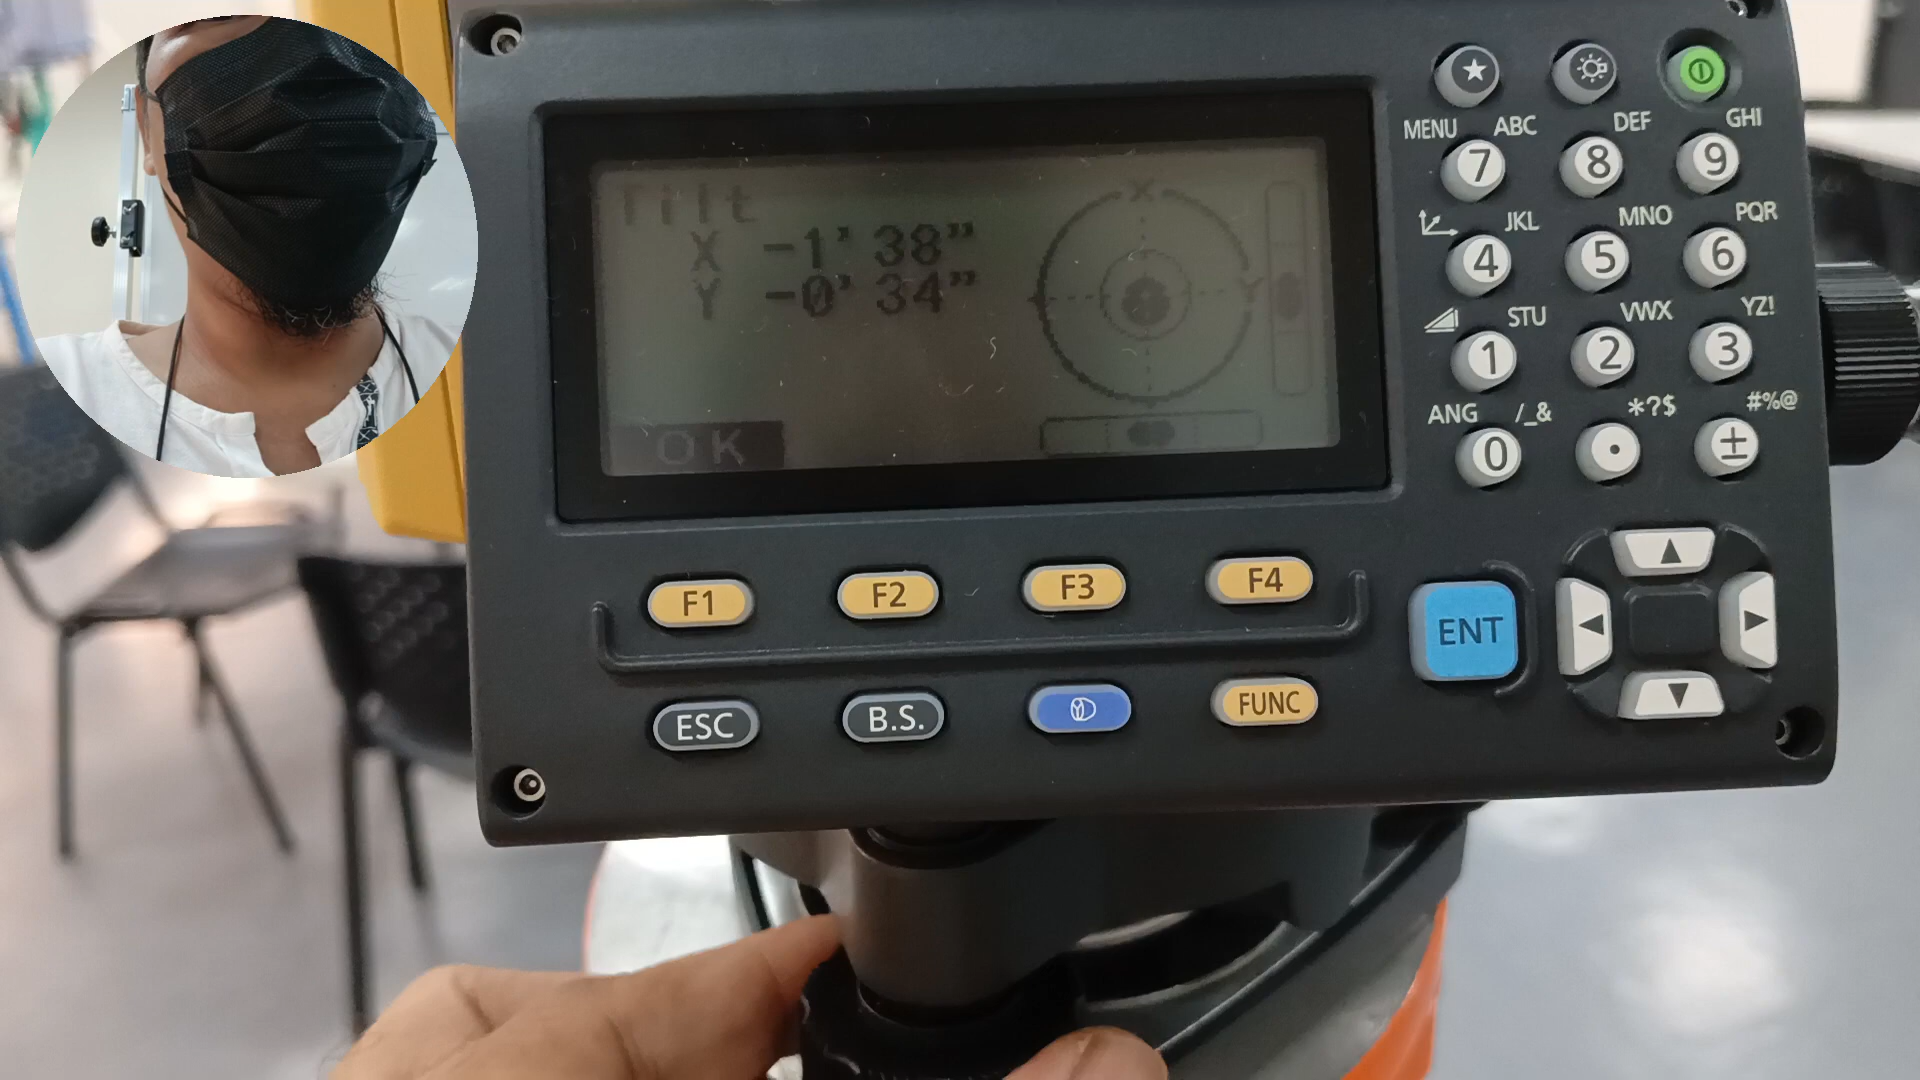 Tilt
X -1' 38"
Y -0' 34"
X
Y
OK
MENU ABC DEF GHI
7 8 9
JKL MNO PQR
4 5 6
STU VWX YZ!
1 2 3
ANG /_& *?$ #%@
0 • ±
F1 F2 F3 F4
ENT
ESC B.S. FUNC